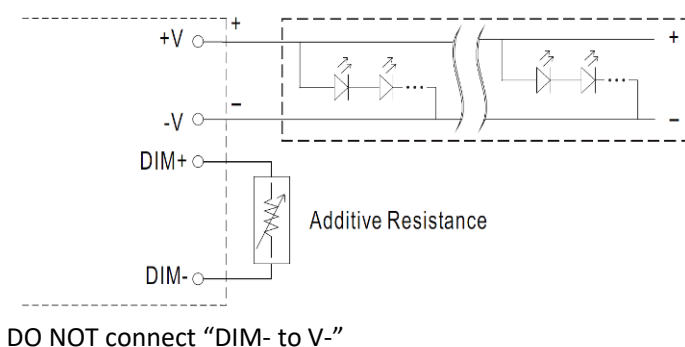 +V
+
+
-V
−
−
DIM+
Additive Resistance
DIM-
DO NOT connect “DIM- to V-”